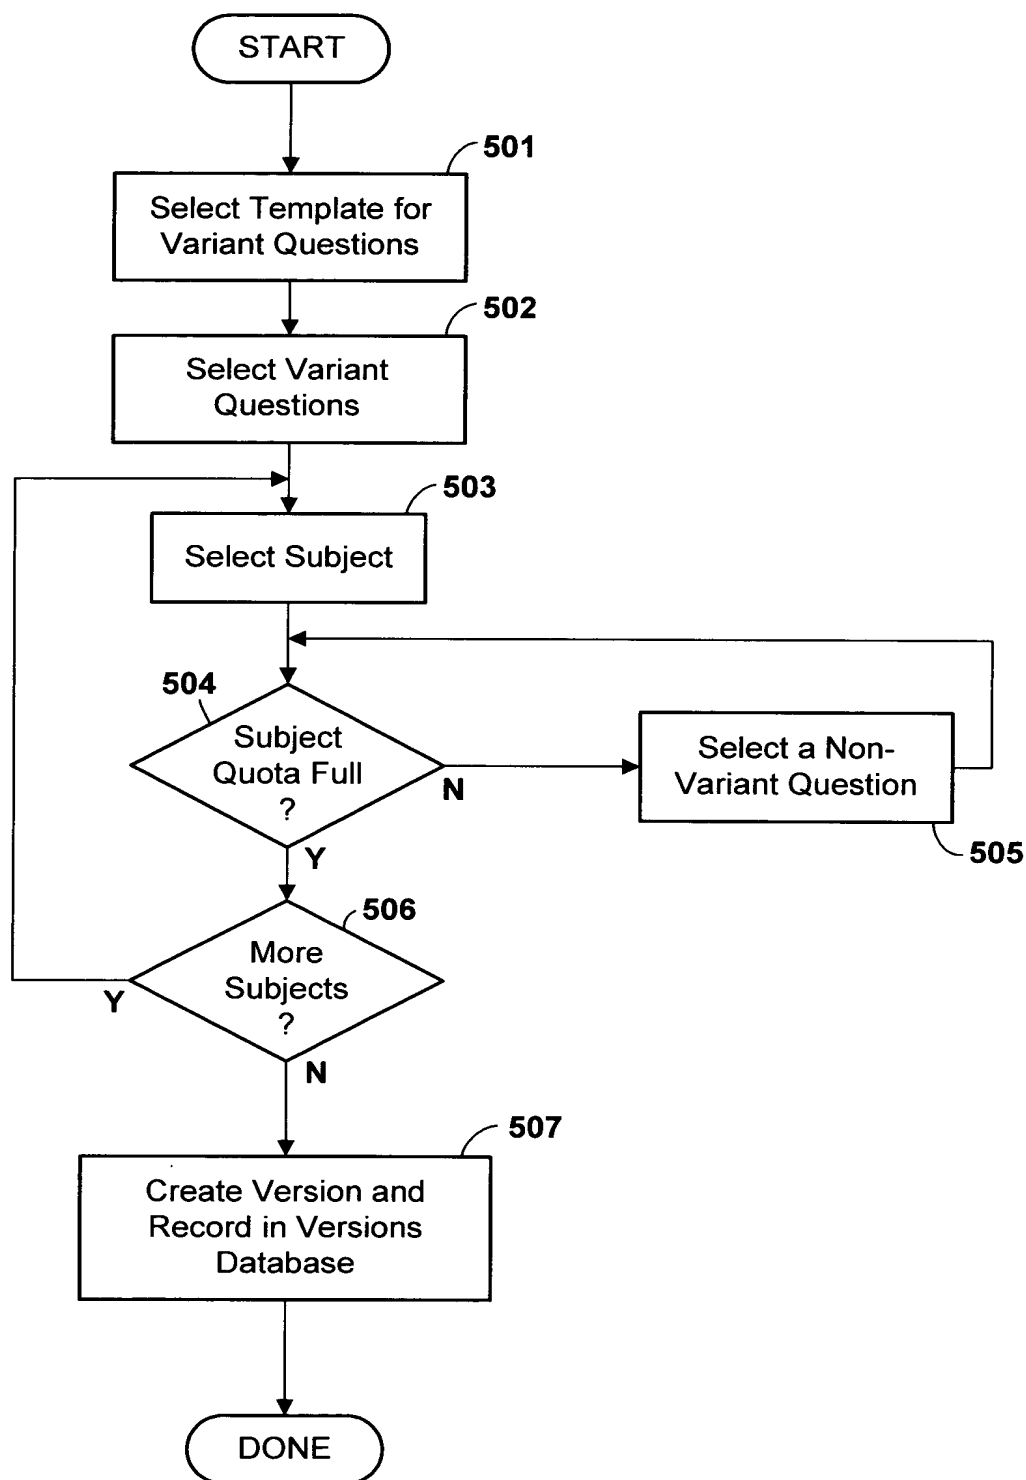 START
501
Select Template for
Variant Questions
502
Select Variant
Questions
503
Select Subject
504
Subject
Quota Full
?
N
Select a Non-
Variant Question
505
Y
506
More
Subjects
?
Y
N
507
Create Version and
Record in Versions
Database
DONE